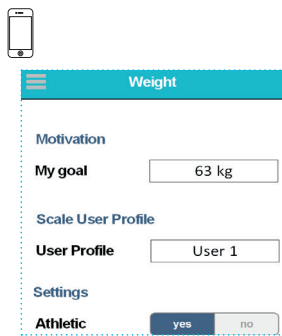 Weight
Motivation
My goal 63 kg
Scale User Profile
User Profile User 1
Settings
Athletic yes no